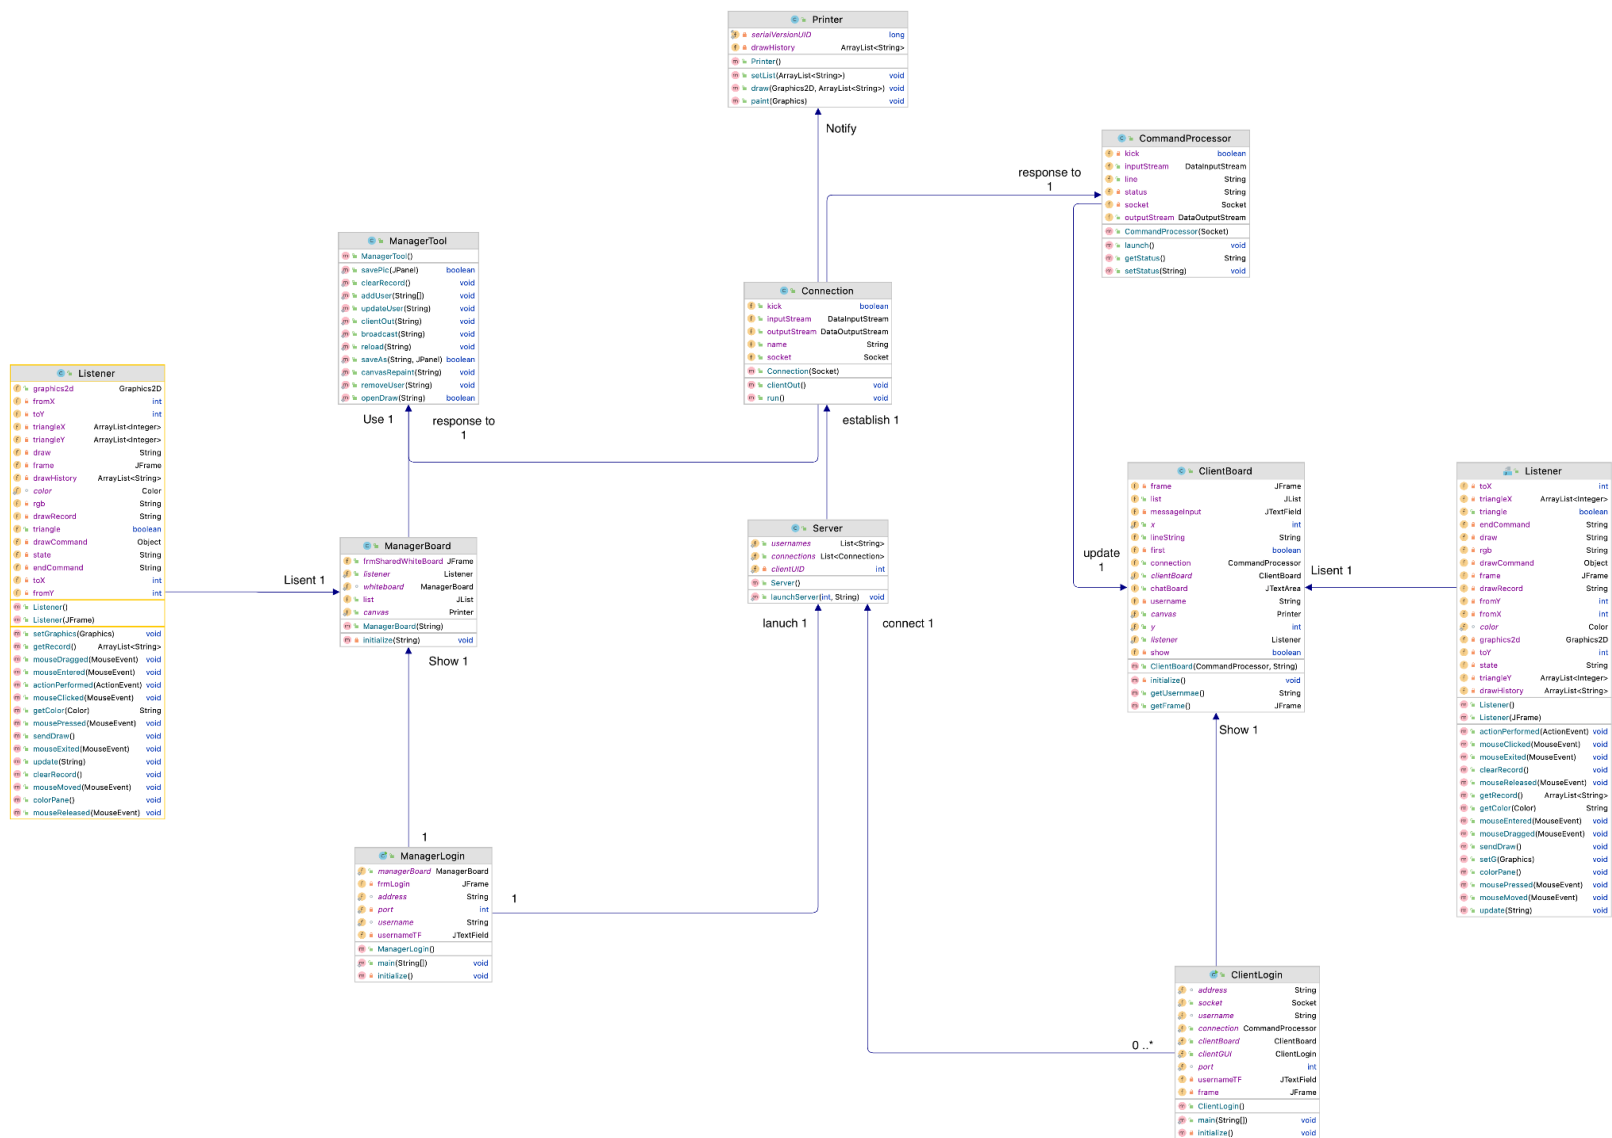 Printer
serialVersionUID long
drawHistory ArrayList<String>
Printer()
setList(ArrayList<String>) void
draw(Graphics2D, ArrayList<String>) void
paint(Graphics) void
Notify
CommandProcessor
kick boolean
inputStream DataInputStream
line String
status String
socket Socket
outputStream DataOutputStream
CommandProcessor(Socket)
launch() void
getStatus() String
setStatus(String) void
response to
1
ManagerTool
ManagerTool()
savePic(JPanel) boolean
clearRecord() void
addUser(String[]) void
updateUser(String) void
clientOut(String) void
broadcast(String) void
reload(String) void
saveAs(String, JPanel) boolean
canvasRepaint(String) void
removeUser(String) void
openDraw(String) boolean
Use 1
response to
1
Connection
kick boolean
inputStream DataInputStream
outputStream DataOutputStream
name String
socket Socket
Connection(Socket)
clientOut() void
run() void
establish 1
Listener
graphics2d Graphics2D
fromX int
toY int
triangleX ArrayList<Integer>
triangleY ArrayList<Integer>
draw String
frame JFrame
drawHistory ArrayList<String>
color Color
rgb String
drawRecord String
triangle boolean
drawCommand Object
state String
endCommand String
toX int
fromY int
Listener()
Listener(JFrame)
setGraphics(Graphics) void
getRecord() ArrayList<String>
mouseDragged(MouseEvent) void
mouseEntered(MouseEvent) void
actionPerformed(ActionEvent) void
mouseClicked(MouseEvent) void
getColor(Color) String
mousePressed(MouseEvent) void
sendDraw() void
mouseExited(MouseEvent) void
update(String) void
clearRecord() void
mouseMoved(MouseEvent) void
colorPane() void
mouseReleased(MouseEvent) void
Lisent 1
ManagerBoard
frmSharedWhiteBoard JFrame
listener Listener
whiteboard ManagerBoard
list JList
canvas Printer
ManagerBoard(String)
initialize(String) void
Show 1
Server
usernames List<String>
connections List<Connection>
clientUID int
Server()
launchServer(int, String) void
lanuch 1
connect 1
ClientBoard
frame JFrame
list JList
messageInput JTextField
x int
lineString String
first boolean
connection CommandProcessor
clientBoard ClientBoard
chatBoard JTextArea
username String
canvas Printer
y int
listener Listener
show boolean
ClientBoard(CommandProcessor, String)
initialize() void
getUsernmae() String
getFrame() JFrame
update
1
Lisent 1
Show 1
Listener
toX int
triangleX ArrayList<Integer>
triangle boolean
endCommand String
draw String
rgb String
drawCommand Object
frame JFrame
drawRecord String
fromY int
fromX int
color Color
graphics2d Graphics2D
toY int
state String
triangleY ArrayList<Integer>
drawHistory ArrayList<String>
Listener()
Listener(JFrame)
actionPerformed(ActionEvent) void
mouseClicked(MouseEvent) void
mouseExited(MouseEvent) void
clearRecord() void
mouseReleased(MouseEvent) void
getRecord() ArrayList<String>
getColor(Color) String
mouseEntered(MouseEvent) void
mouseDragged(MouseEvent) void
sendDraw() void
setG(Graphics) void
colorPane() void
mousePressed(MouseEvent) void
mouseMoved(MouseEvent) void
update(String) void
1
ManagerLogin
managerBoard ManagerBoard
frmLogin JFrame
address String
port int
username String
usernameTF JTextField
ManagerLogin()
main(String[]) void
initialize() void
1
0 ..*
ClientLogin
address String
socket Socket
username String
connection CommandProcessor
clientBoard ClientBoard
clientGUI ClientLogin
port int
usernameTF JTextField
frame JFrame
ClientLogin()
main(String[]) void
initialize() void